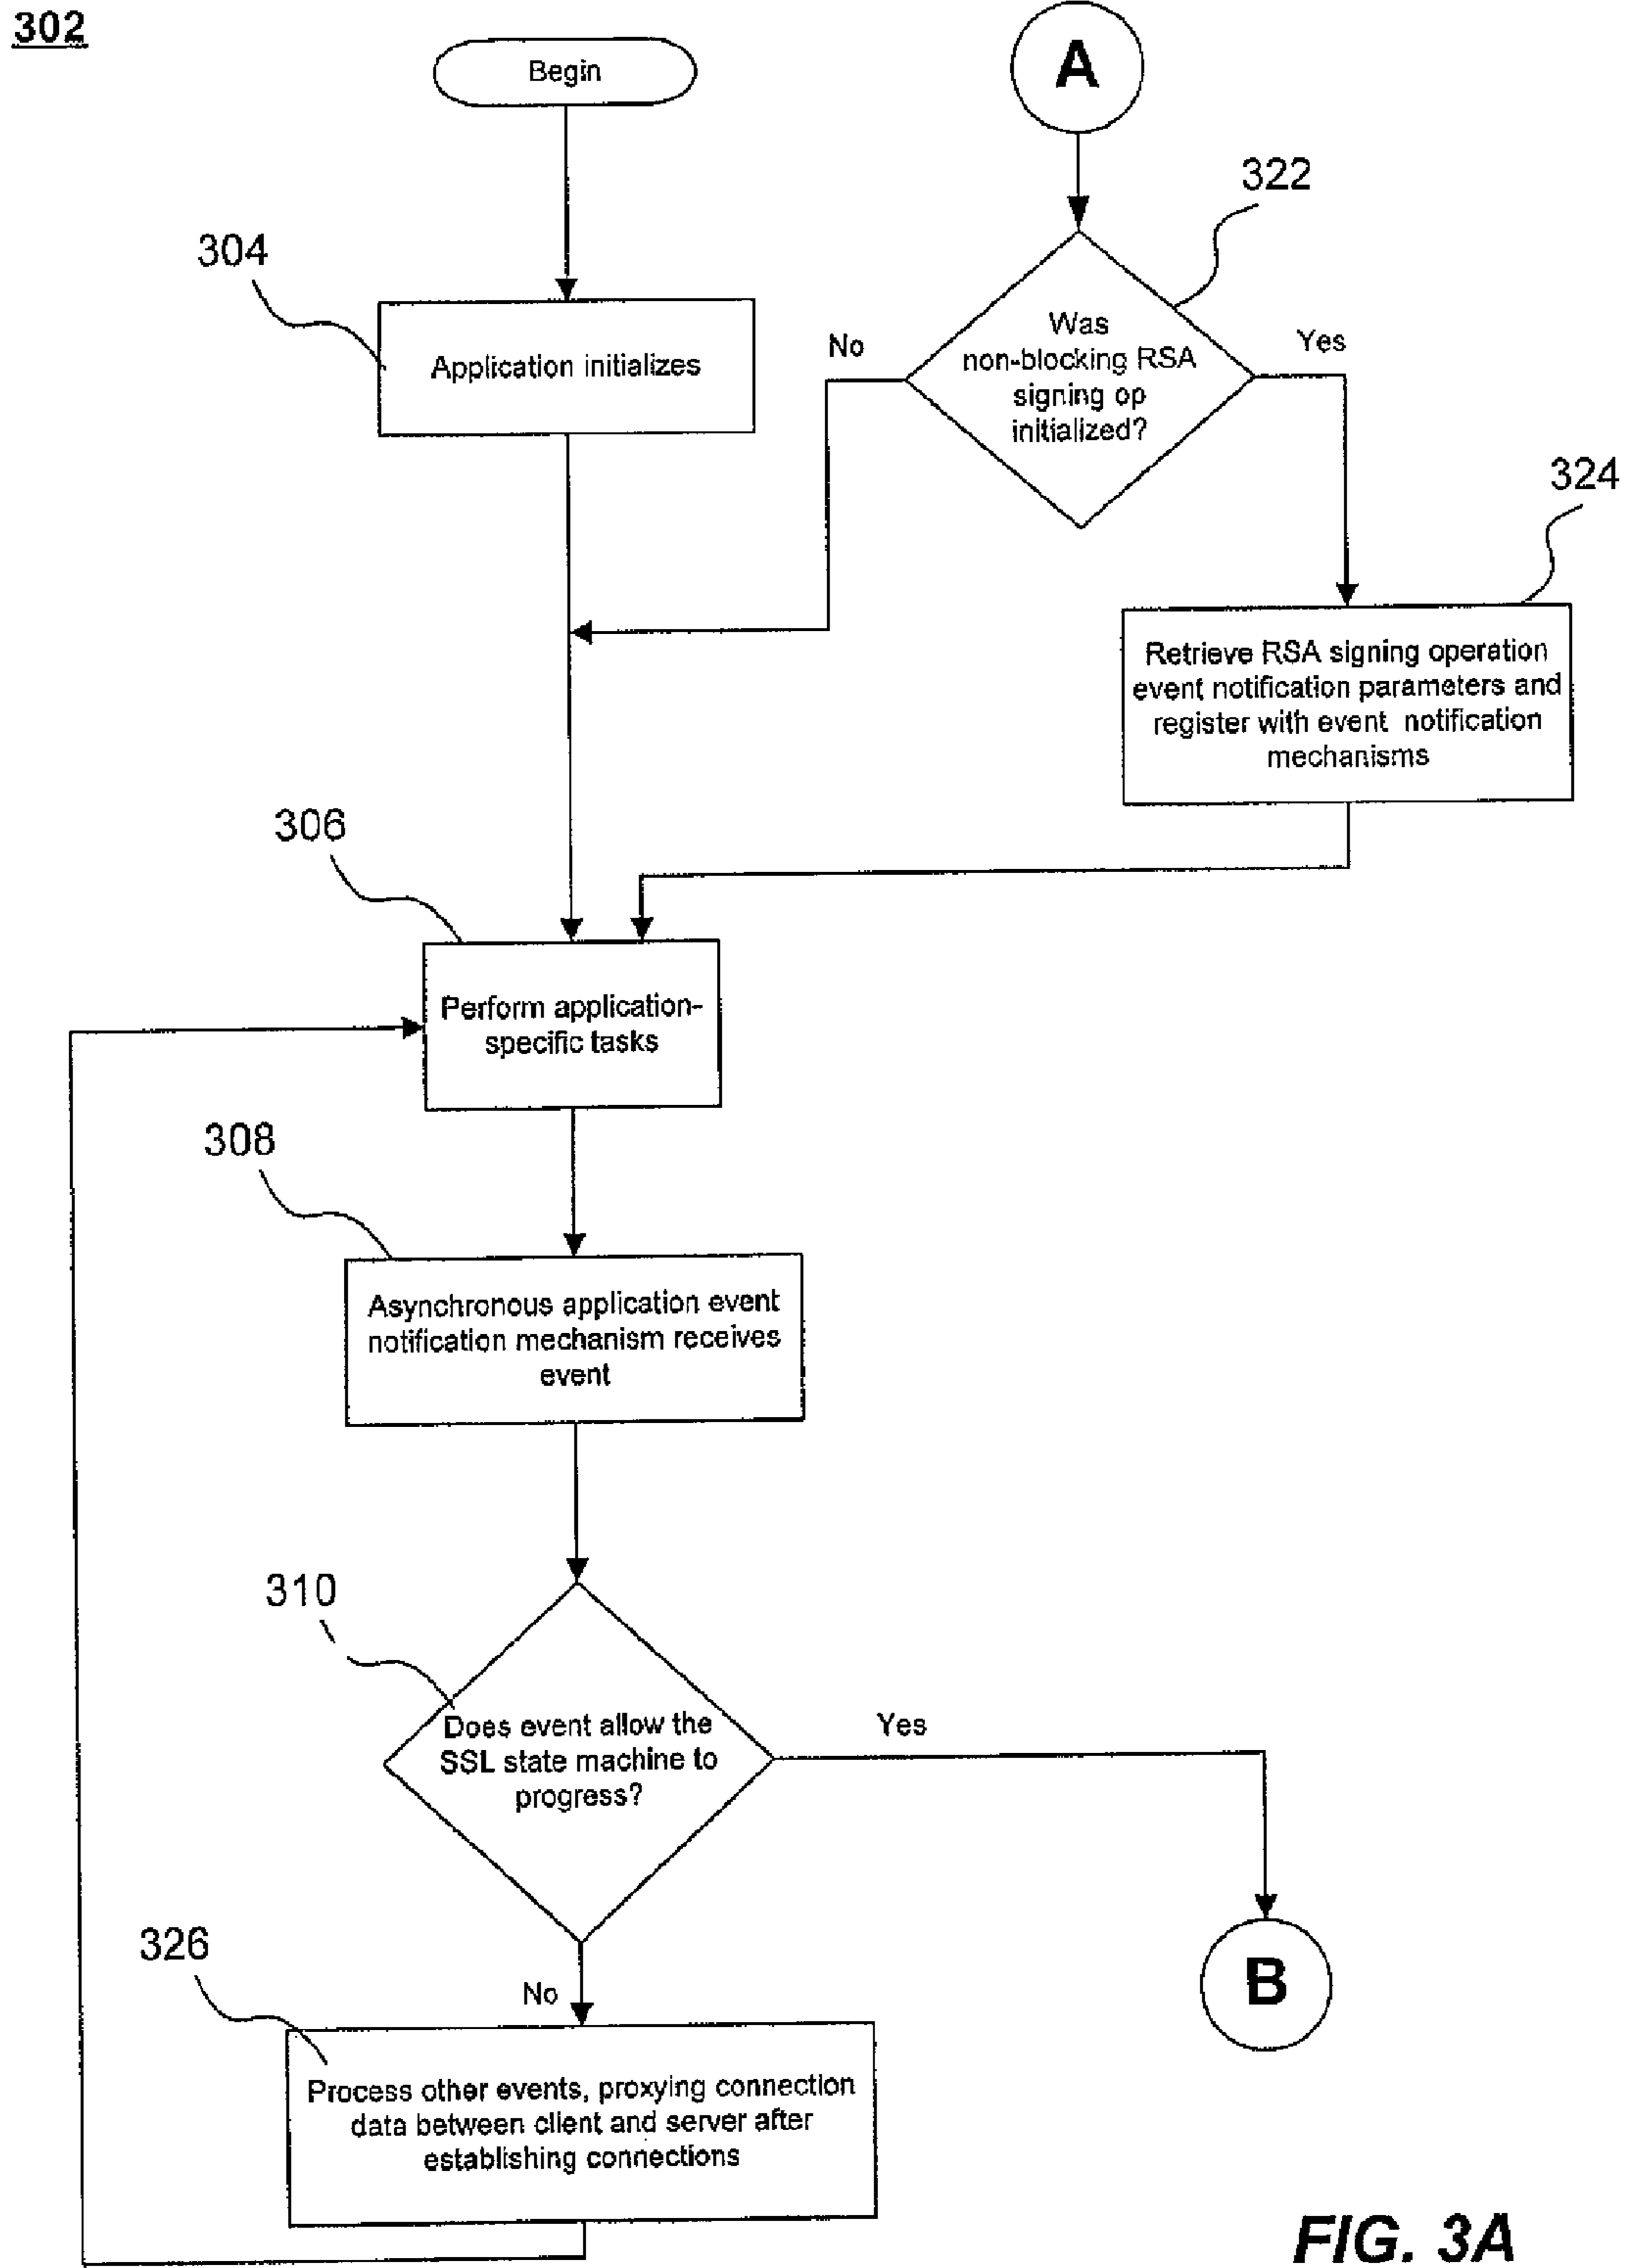 302
Begin
A
322
304
Was
non-blocking RSA
signing op
initialized?
No
Yes
Application initializes
324
Retrieve RSA signing operation
event notification parameters and
register with event notification
mechanisms
306
Perform application-
specific tasks
308
Asynchronous application event
notification mechanism receives
event
310
Does event allow the
SSL state machine to
progress?
Yes
B
326
No
Process other events, proxying connection
data between client and server after
establishing connections
FIG. 3A